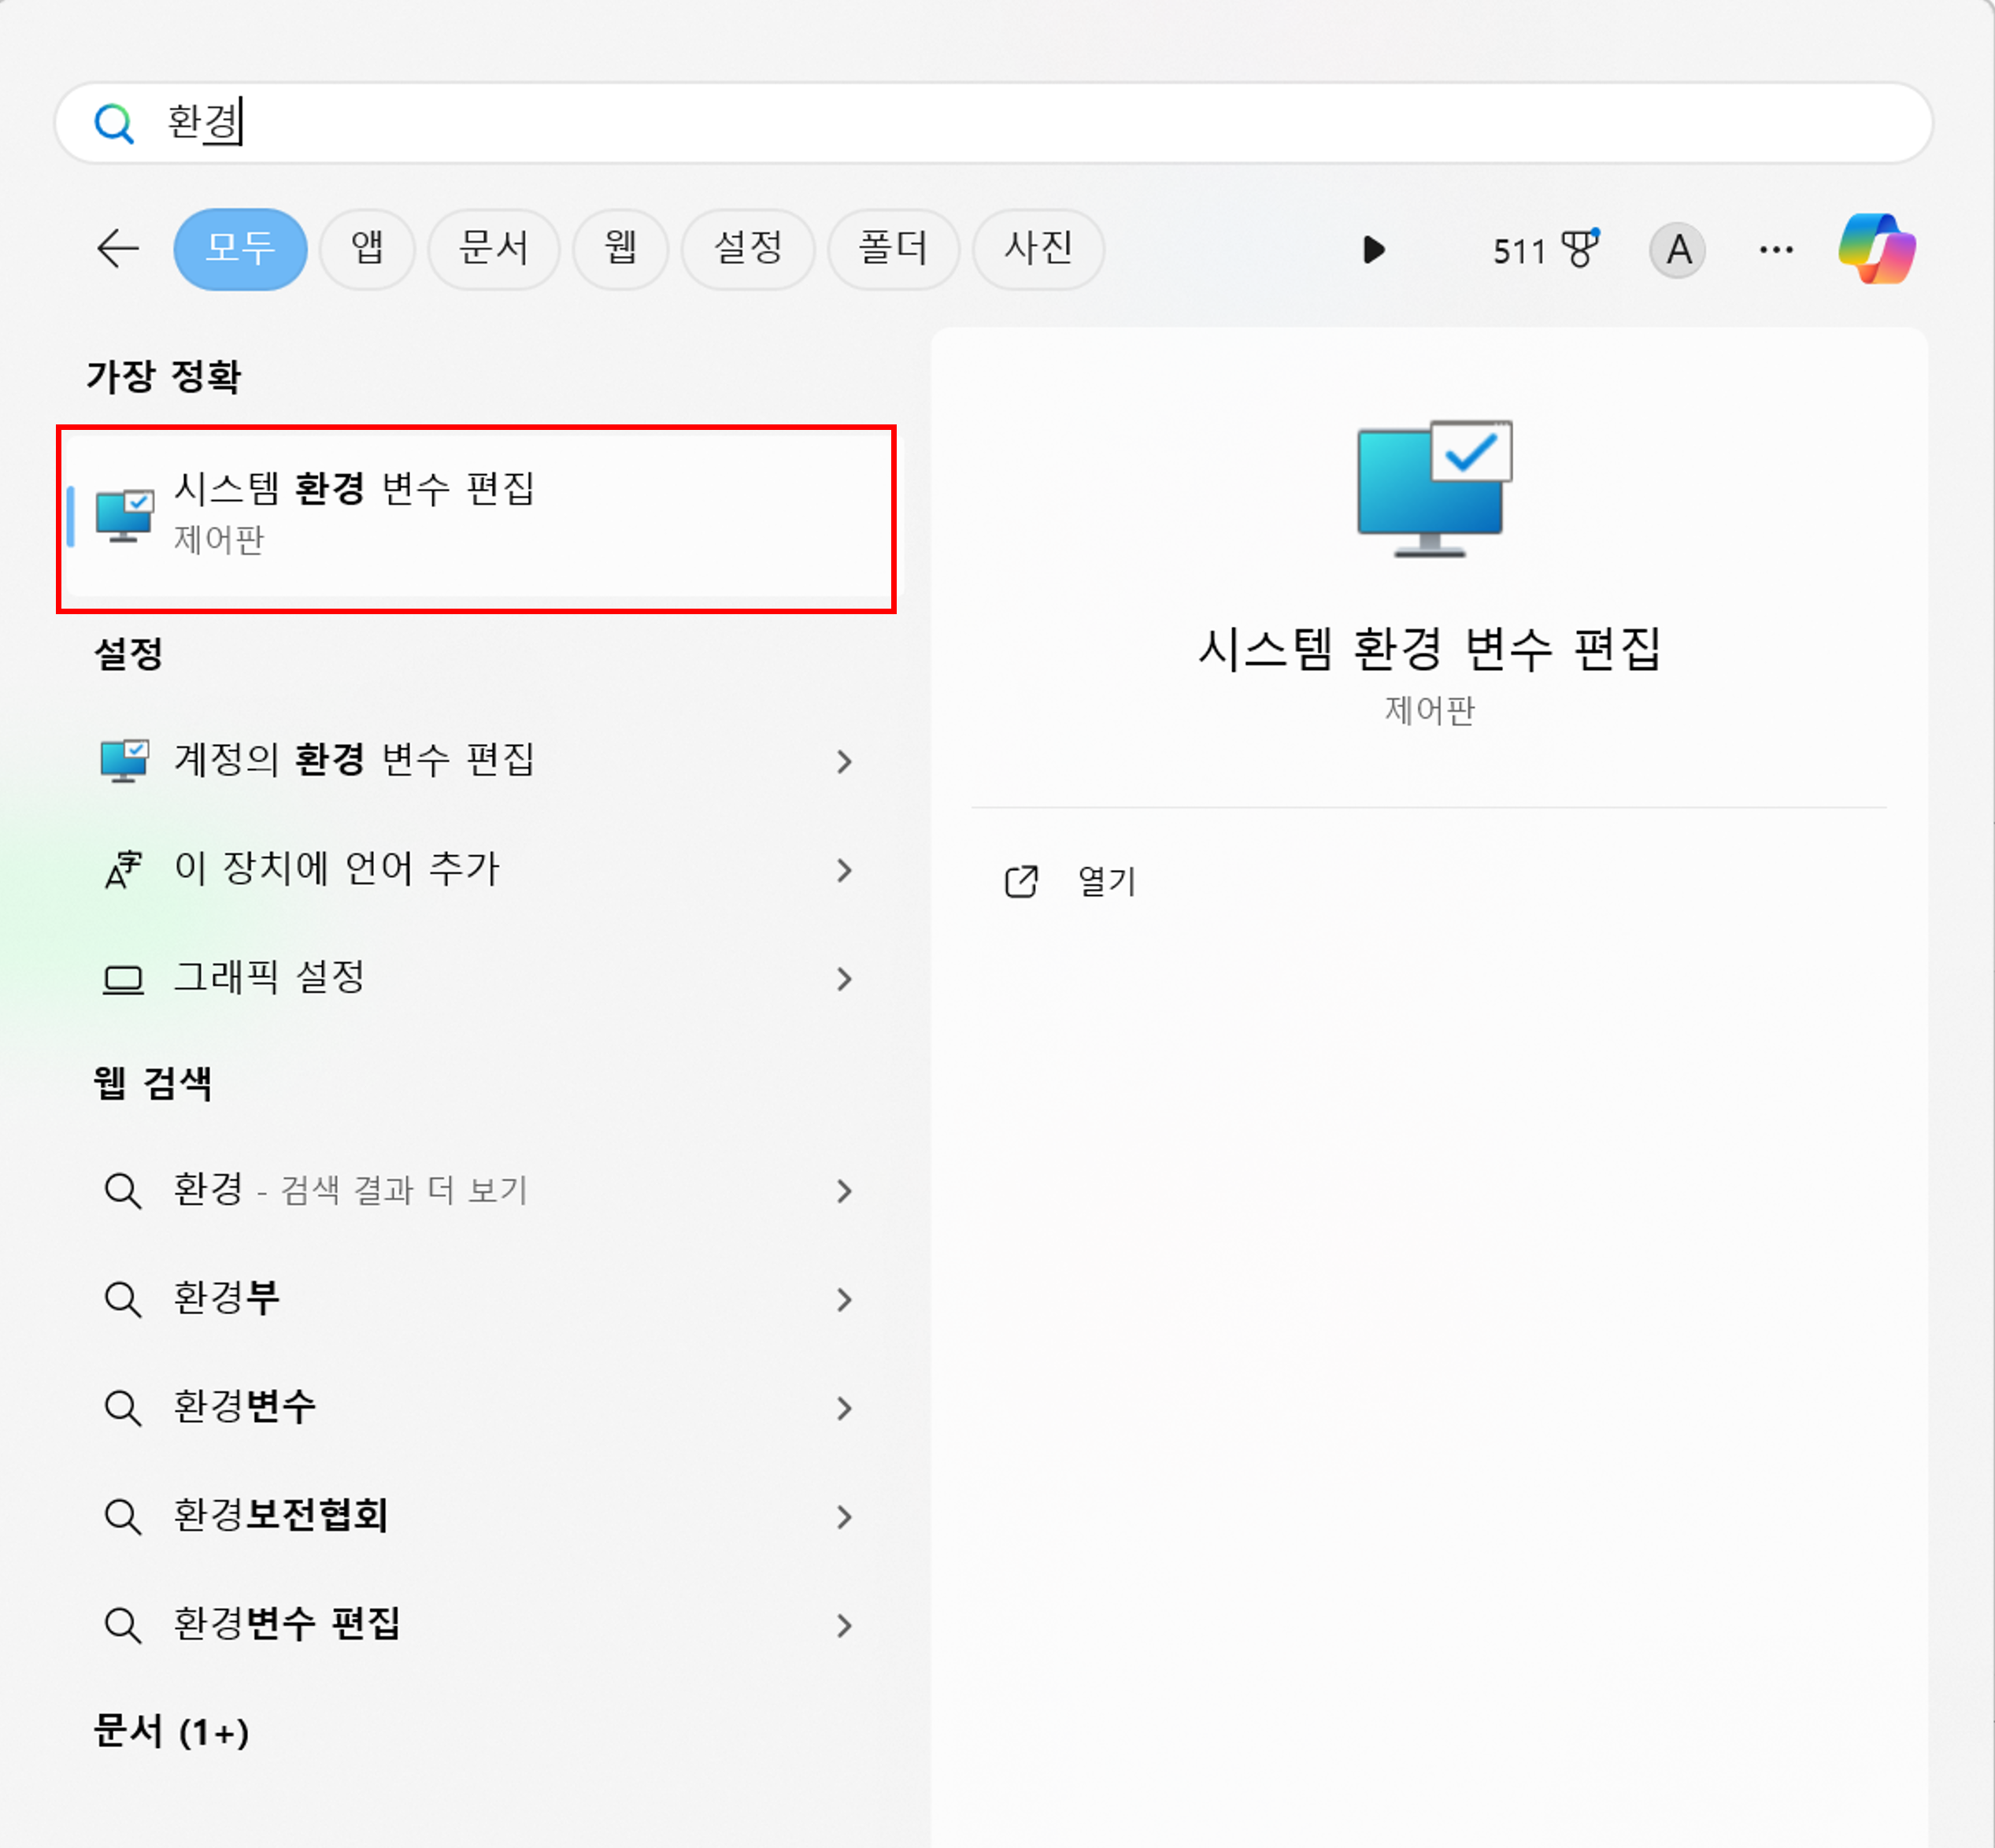 환경
모두 앱 문서 웹 설정 폴더 사진 511 A
가장 정확
시스템 환경 변수 편집
제어판
설정
계정의 환경 변수 편집
이 장치에 언어 추가
그래픽 설정
웹 검색
환경 - 검색 결과 더 보기
환경부
환경변수
환경보전협회
환경변수 편집
문서 (1+)
시스템 환경 변수 편집
제어판
열기